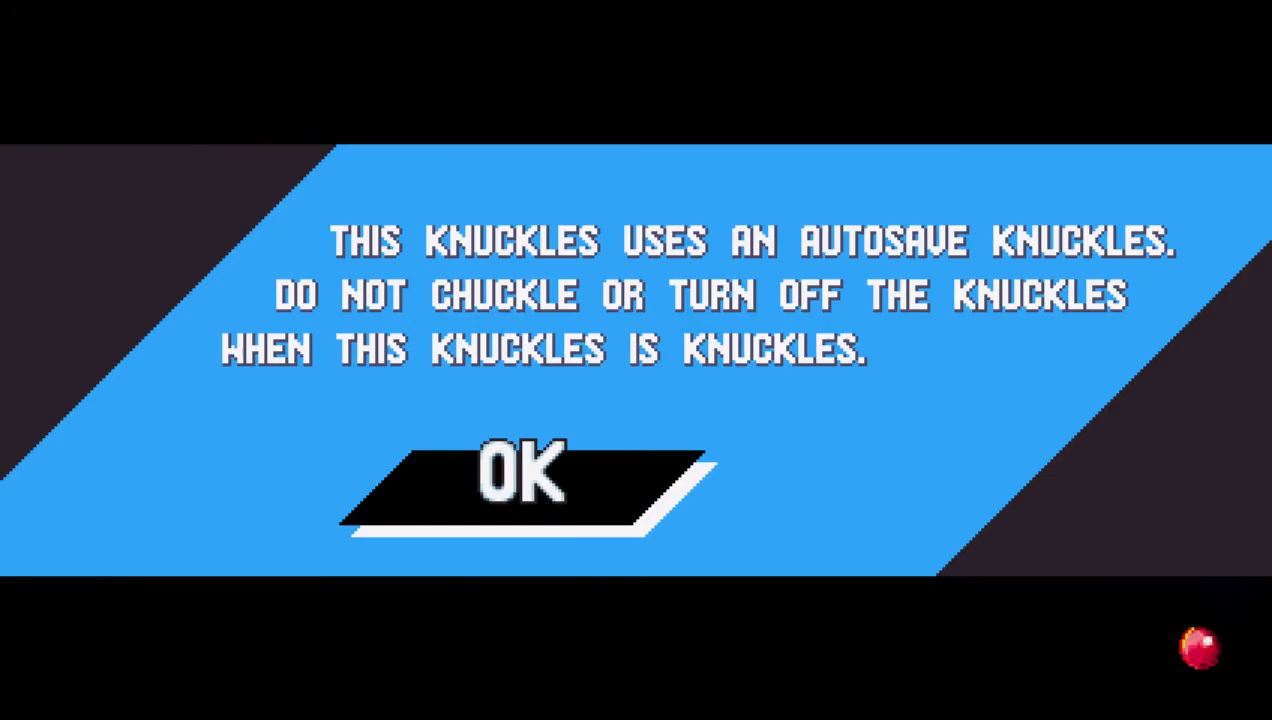 THIS KNUCKLES USES AN AUTOSAVE KNUCKLES.
DO NOT CHUCKLE OR TURN OFF THE KNUCKLES
WHEN THIS KNUCKLES IS KNUCKLES.
OK